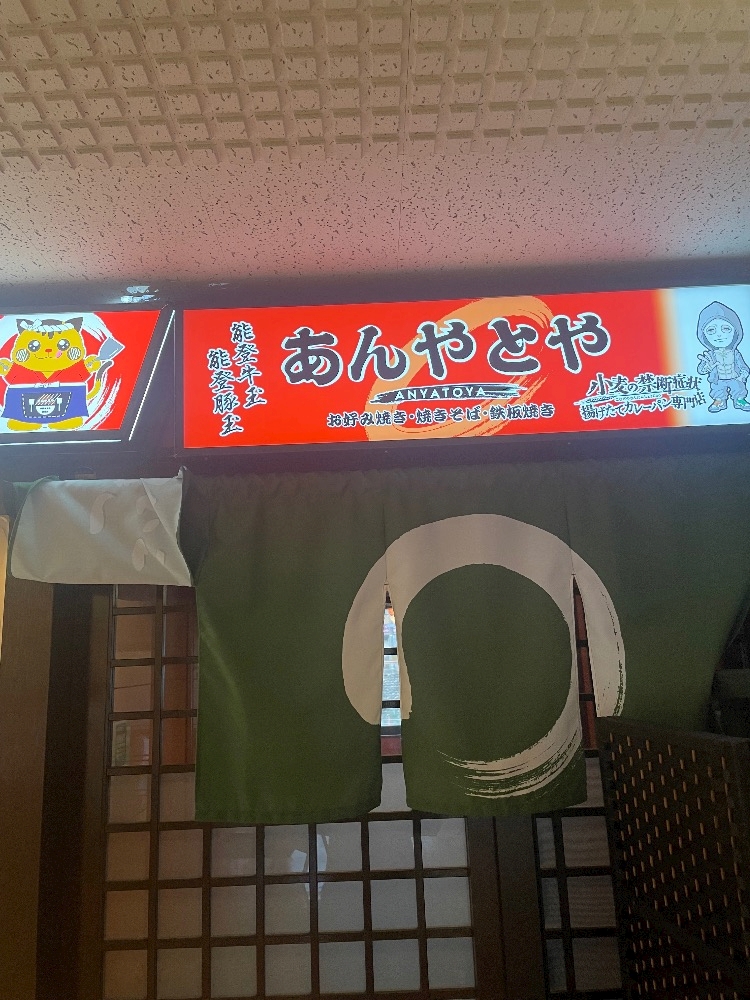 能登牛玉
能登豚玉
あんやとや
ANYATOYA
お好み焼き・焼きそば・鉄板焼き
小麦の禁断症状
揚げたてカレーパン専門店